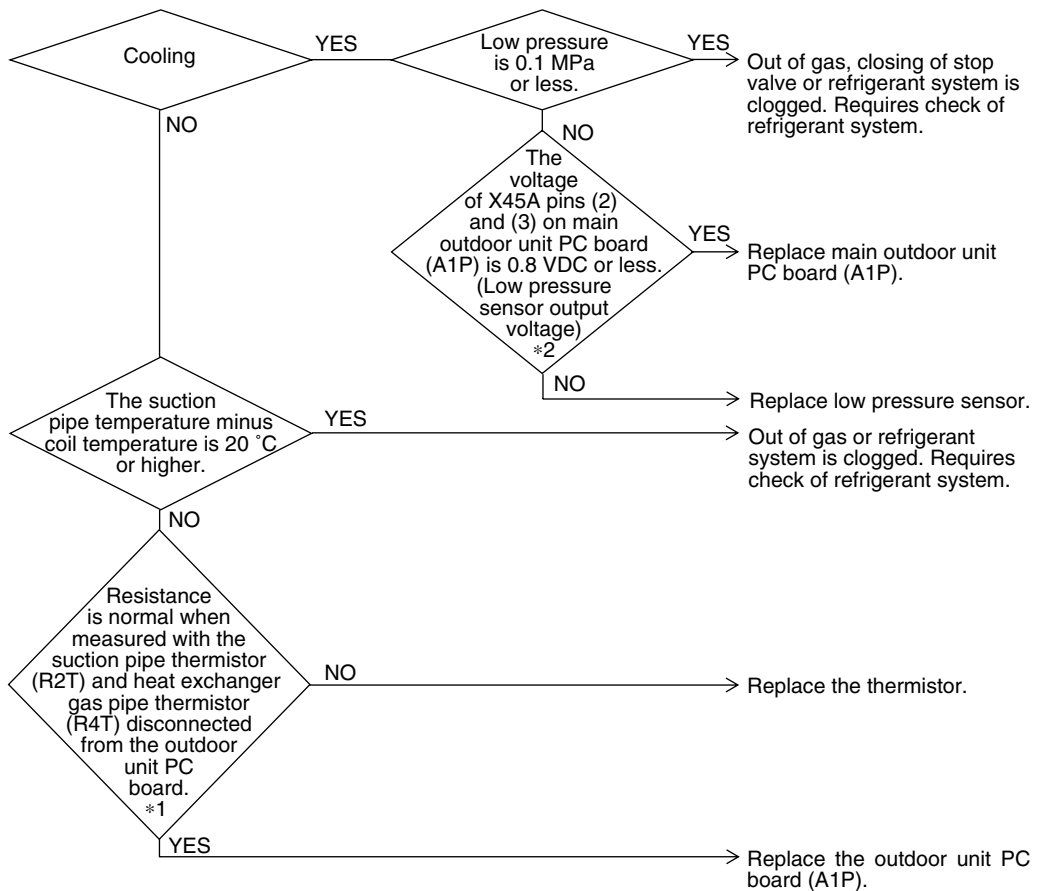 Cooling
YES
Low pressure
is 0.1 MPa
or less.
YES
Out of gas, closing of stop
valve or refrigerant system is
clogged. Requires check of
refrigerant system.
NO
NO
The
voltage
of X45A pins (2)
and (3) on main
outdoor unit PC board
(A1P) is 0.8 VDC or less.
(Low pressure
sensor output
voltage)
*2
YES
Replace main outdoor unit
PC board (A1P).
NO
Replace low pressure sensor.
The suction
pipe temperature minus
coil temperature is 20 ˚C
or higher.
YES
Out of gas or refrigerant
system is clogged. Requires
check of refrigerant system.
NO
Resistance
is normal when
measured with the
suction pipe thermistor
(R2T) and heat exchanger
gas pipe thermistor
(R4T) disconnected
from the outdoor
unit PC
board.
*1
NO
Replace the thermistor.
YES
Replace the outdoor unit PC
board (A1P).